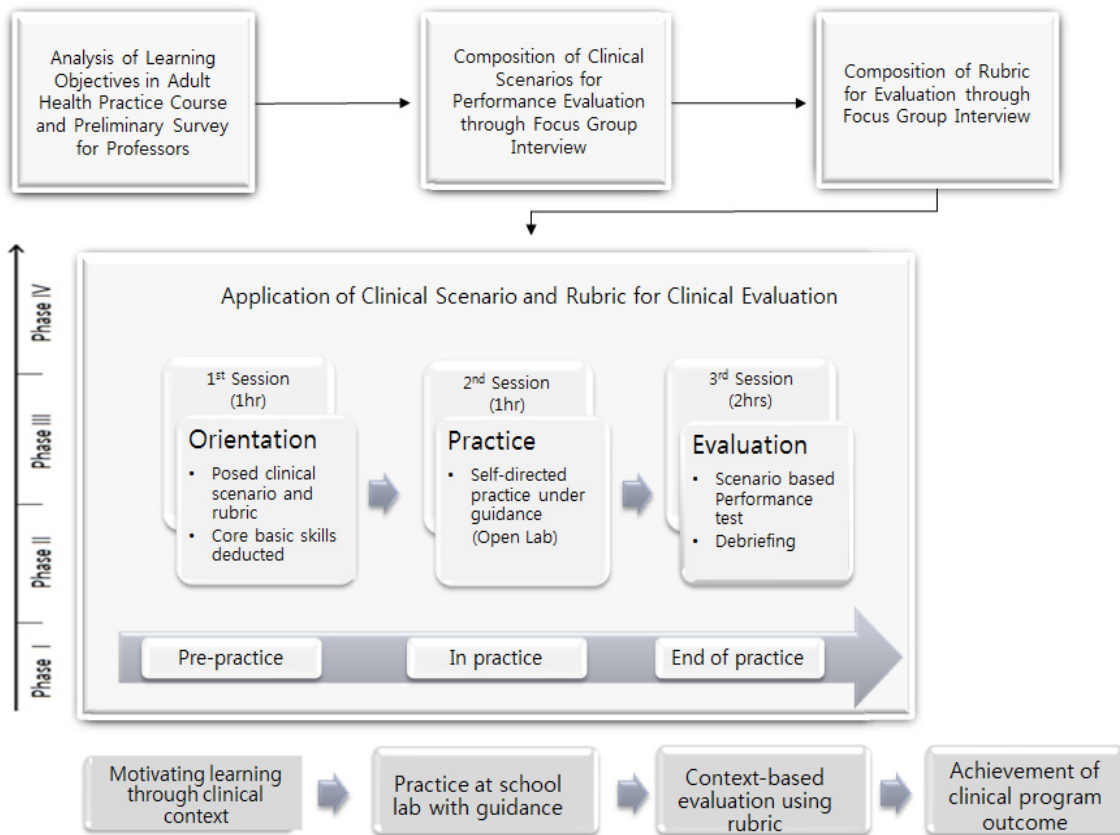 Analysis of Learning
Objectives in Adult
Health Practice Course
and Preliminary Survey
for Professors
Composition of Clinical
Scenarios for
Performance Evaluation
through Focus Group
Interview
Composition of Rubric
for Evaluation through
Focus Group Interview
Phase IV
Phase III
Phase II
Phase I
Application of Clinical Scenario and Rubric for Clinical Evaluation
1st Session
(1hr)
Orientation
• Posed clinical
scenario and
rubric
• Core basic skills
deducted
2nd Session
(1hr)
Practice
• Self-directed
practice under
guidance
(Open Lab)
3rd Session
(2hrs)
Evaluation
• Scenario based
Performance
test
• Debriefing
Pre-practice
In practice
End of practice
Motivating learning
through clinical
context
Practice at school
lab with guidance
Context-based
evaluation using
rubric
Achievement of
clinical program
outcome